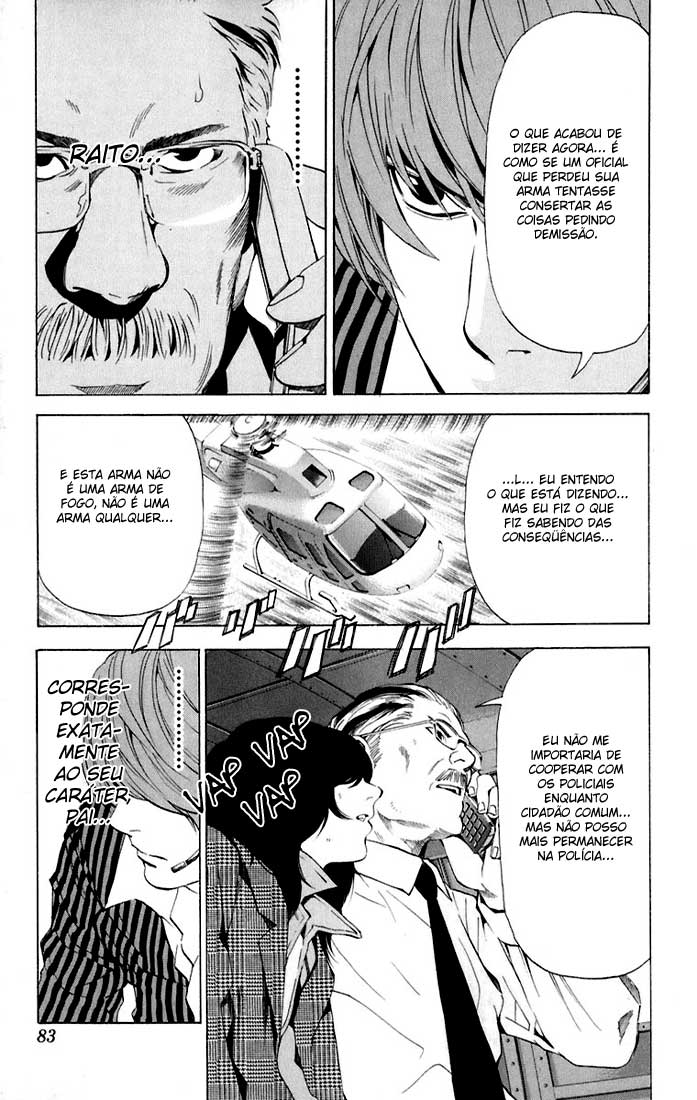 O QUE ACABOU DE
DIZER AGORA... É
COMO SE UM OFICIAL
QUE PERDEU SUA
ARMA TENTASSE
CONSERTAR AS
COISAS PEDINDO
DEMISSÃO.
RAITO...
...L... EU ENTENDO
O QUE ESTÁ DIZENDO...
MAS EU FIZ O QUE
FIZ SABENDO DAS
CONSEQÜÊNCIAS...
E ESTA ARMA NÃO
É UMA ARMA DE
FOGO, NÃO É UMA
ARMA QUALQUER...
EU NÃO ME
IMPORTARIA DE
COOPERAR COM
OS POLICIAIS
ENQUANTO
CIDADÃO COMUM...
MAS NÃO POSSO
MAIS PERMANECER
NA POLÍCIA...
VAP VAP VAP
VAP VAP
CORRES-
PONDE
EXATA-
MENTE
AO SEU
CARÁTER,
PAI...
83